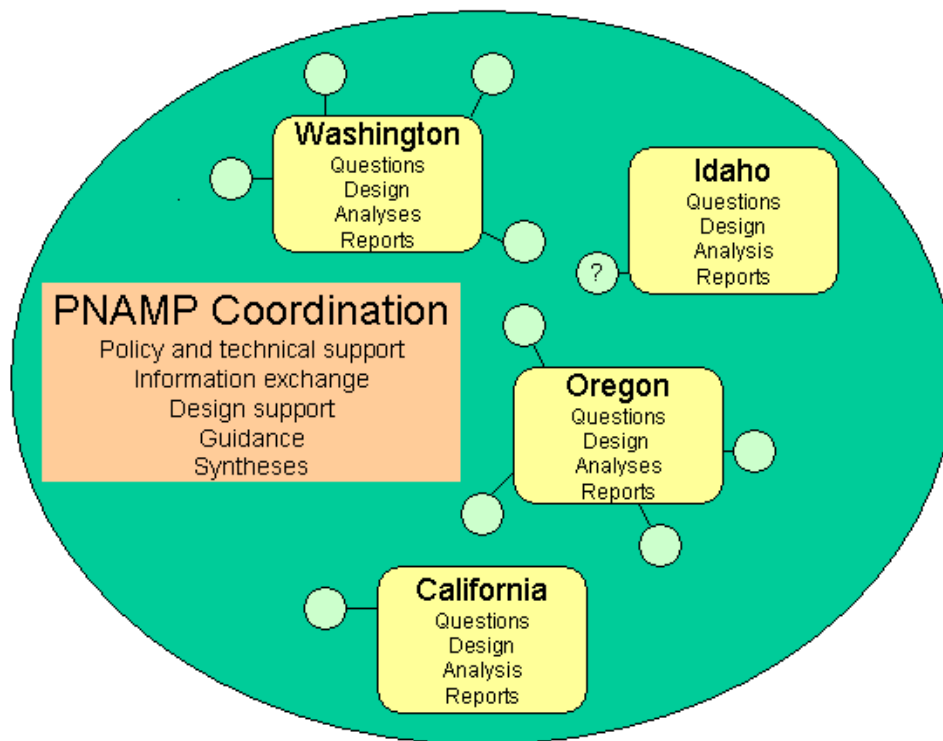 Washington
Questions
Design
Analyses
Reports
Idaho
Questions
Design
Analysis
Reports
?
PNAMP Coordination
Policy and technical support
Information exchange
Design support
Guidance
Syntheses
Oregon
Questions
Design
Analyses
Reports
California
Questions
Design
Analysis
Reports